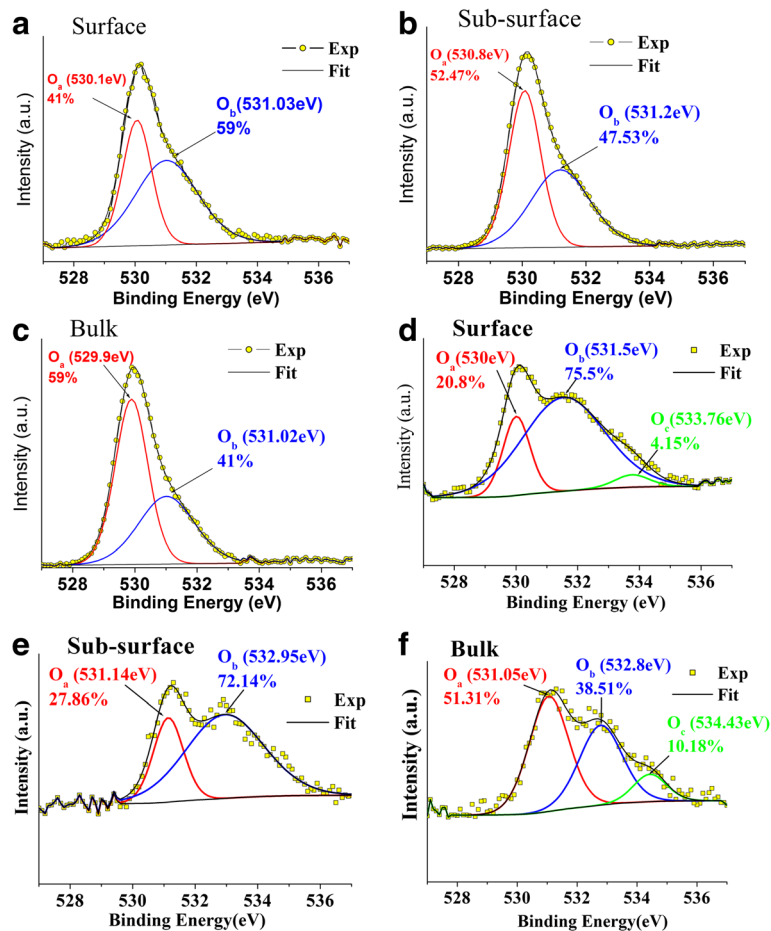 a
Surface
Exp
Fit
Oa (530.1eV)
41%
Ob (531.03eV)
59%
Intensity (a.u.)
528 530 532 534 536
Binding Energy (eV)
b
Sub-surface
Exp
Fit
Oa (530.8eV)
52.47%
Ob (531.2eV)
47.53%
Intensity (a.u.)
528 530 532 534 536
Binding Energy (eV)
c
Bulk
Exp
Fit
Oa (529.9eV)
59%
Ob (531.02eV)
41%
Intensity (a.u.)
528 530 532 534 536
Binding Energy (eV)
d
Surface
Exp
Fit
Oa (530eV)
20.8%
Ob (531.5eV)
75.5%
Oc (533.76eV)
4.15%
Intensity (a.u.)
528 530 532 534 536
Binding Energy (eV)
e
Sub-surface
Exp
Fit
Oa (531.14eV)
27.86%
Ob (532.95eV)
72.14%
Intensity (a.u.)
528 530 532 534 536
Binding Energy(eV)
f
Bulk
Exp
Fit
Oa (531.05eV)
51.31%
Ob (532.8eV)
38.51%
Oc (534.43eV)
10.18%
Intensity (a.u.)
528 530 532 534 536
Binding Energy(eV)